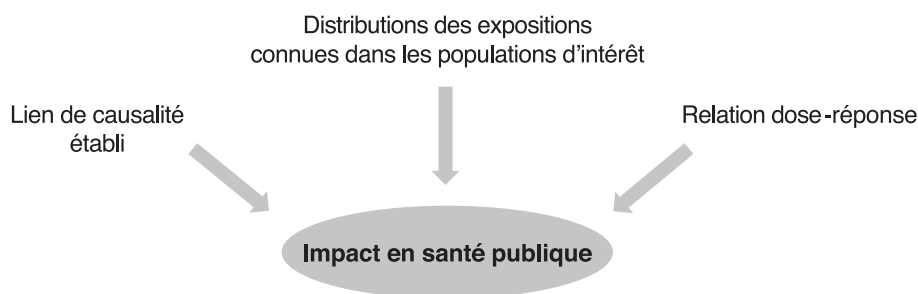 Distributions des expositions
connues dans les populations d'intérêt
Lien de causalité
établi
Relation dose-réponse
Impact en santé publique